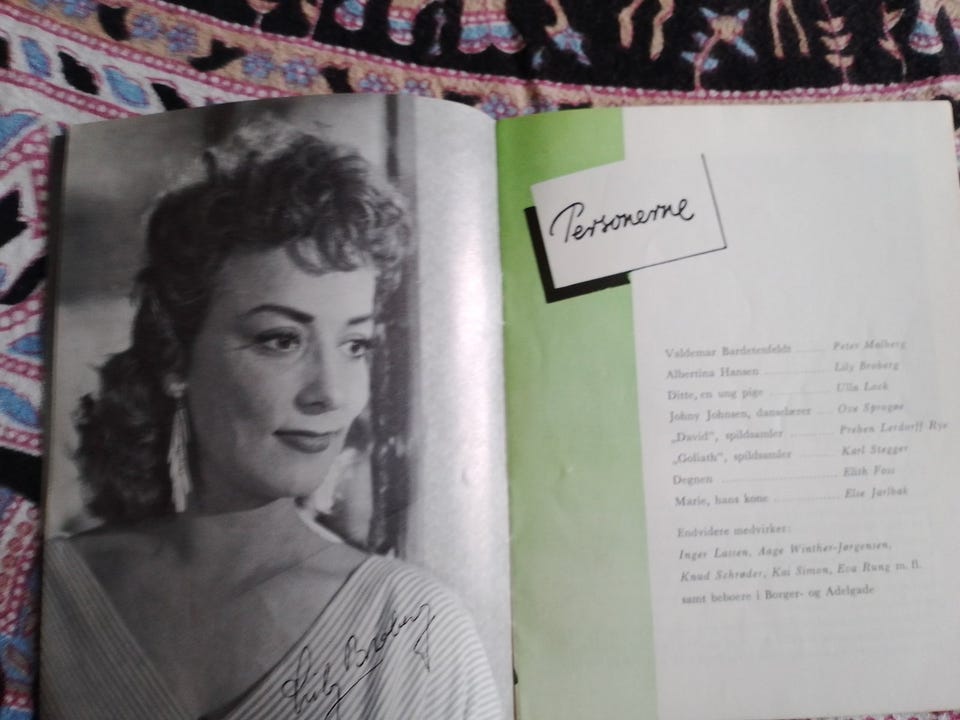 Lily Broberg
Personerne
Valdemar Bardetenfeldt ........ Peter Malberg
Albertina Hansen ........ Lily Broberg
Ditte, en ung pige ........ Ulla Lock
Johny Johnsen, danselærer .... Ove Sprogøe
„David“, spildsamler ........ Preben Lerdorff Rye
„Goliath“, spildsamler ........ Karl Stegger
Degnen ........ Elith Foss
Marie, hans kone ........ Else Jarlbak
Endvidere medvirker:
Inger Lassen, Aage Winther-Jørgensen,
Knud Schrøder, Kai Simon, Eva Rung m. fl.
samt beboere i Borger- og Adelgade